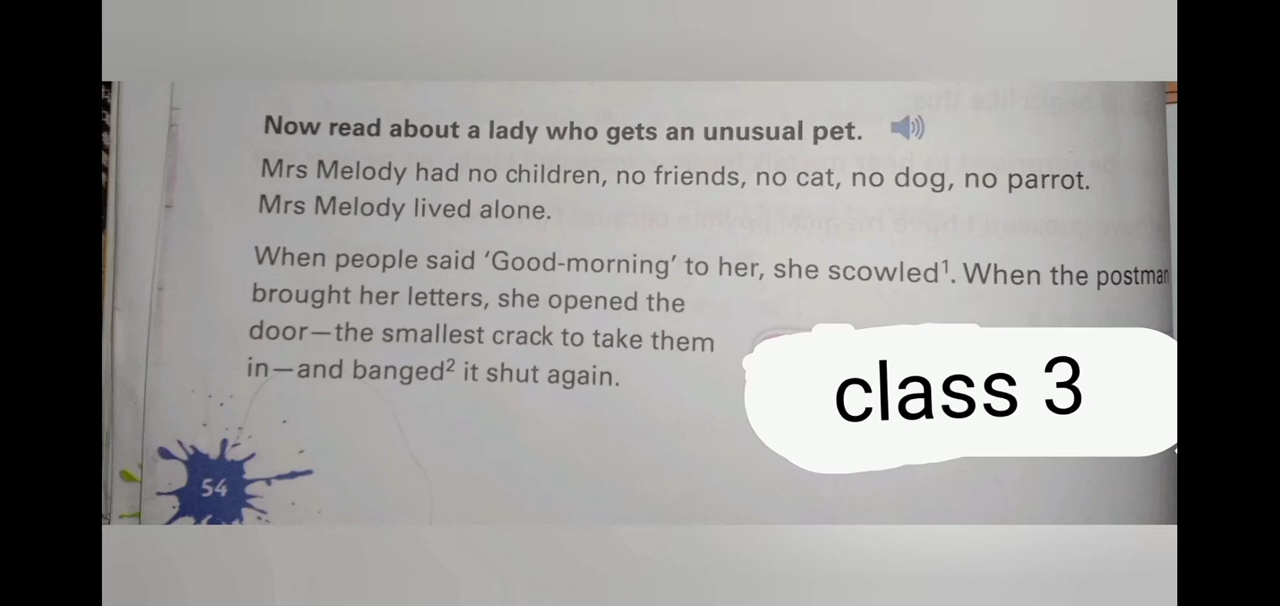 Now read about a lady who gets an unusual pet.
Mrs Melody had no children, no friends, no cat, no dog, no parrot.
Mrs Melody lived alone.
When people said ‘Good-morning’ to her, she scowled¹. When the postman
brought her letters, she opened the
door—the smallest crack to take them
in—and banged² it shut again.
class 3
54